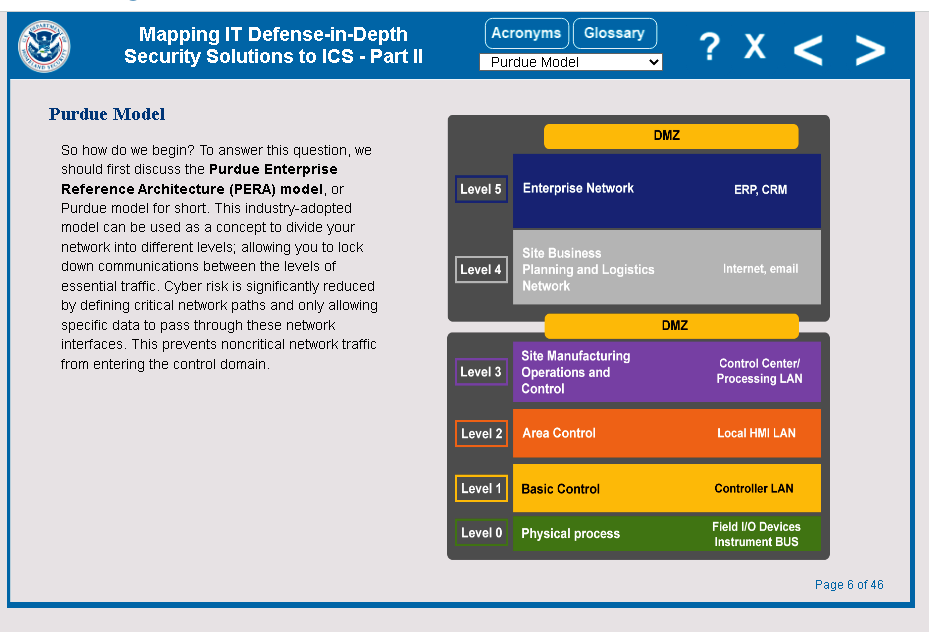 Mapping IT Defense-in-Depth
Security Solutions to ICS - Part II
Acronyms
Glossary
Purdue Model
?
X
<
>
Purdue Model
So how do we begin? To answer this question, we
should first discuss the Purdue Enterprise
Reference Architecture (PERA) model, or
Purdue model for short. This industry-adopted
model can be used as a concept to divide your
network into different levels; allowing you to lock
down communications between the levels of
essential traffic. Cyber risk is significantly reduced
by defining critical network paths and only allowing
specific data to pass through these network
interfaces. This prevents noncritical network traffic
from entering the control domain.
DMZ
Level 5
Enterprise Network
ERP, CRM
Level 4
Site Business
Planning and Logistics
Network
Internet, email
DMZ
Level 3
Site Manufacturing
Operations and
Control
Control Center/
Processing LAN
Level 2
Area Control
Local HMI LAN
Level 1
Basic Control
Controller LAN
Level 0
Physical process
Field I/O Devices
Instrument BUS
Page 6 of 46